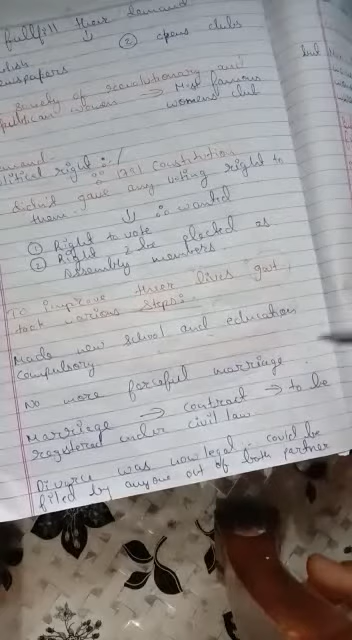 fullfill their demand
↓
② opens clubs
newspapers
society of revolutionary and
republican women → Most famous
women's club
political right :-
∵ 1791 Constitution
didn't gave any voting right to
them.
↓ ∴ wanted
① Right to vote
② Right 2 be elected as
Assembly members
To improve their lives govt,
took various steps:
Made new school and education
compulsory
No more forceful marriage.
Marriage → contract → to be
registered under civil law
Divorce was now legal could be
filed by anyone out of both partner
but